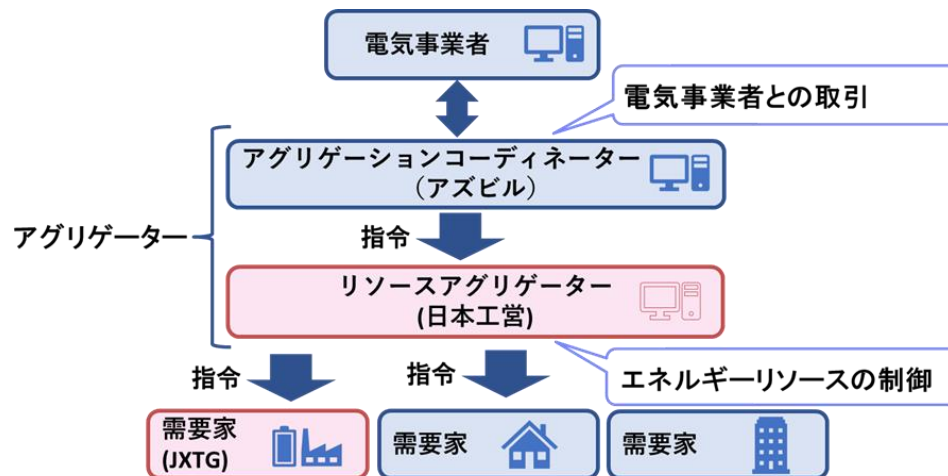 電気事業者
電気事業者との取引
アグリゲーションコーディネーター
（アズビル）
アグリゲーター
指令
リソースアグリゲーター
(日本工営)
指令
指令
エネルギーリソースの制御
需要家
(JXTG)
需要家
需要家